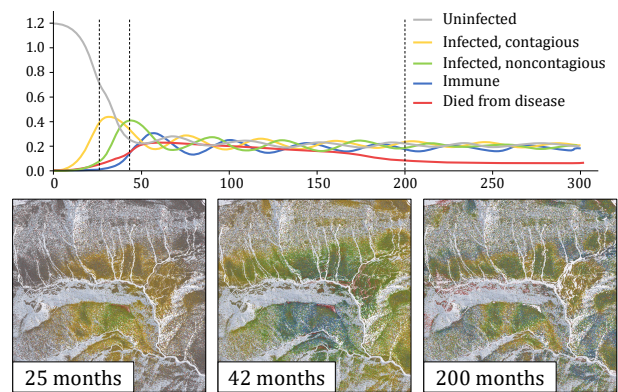 Uninfected
Infected, contagious
Infected, noncontagious
Immune
Died from disease
1.2
1.0
0.8
0.6
0.4
0.2
0.0
0 50 100 150 200 250 300
25 months 42 months 200 months